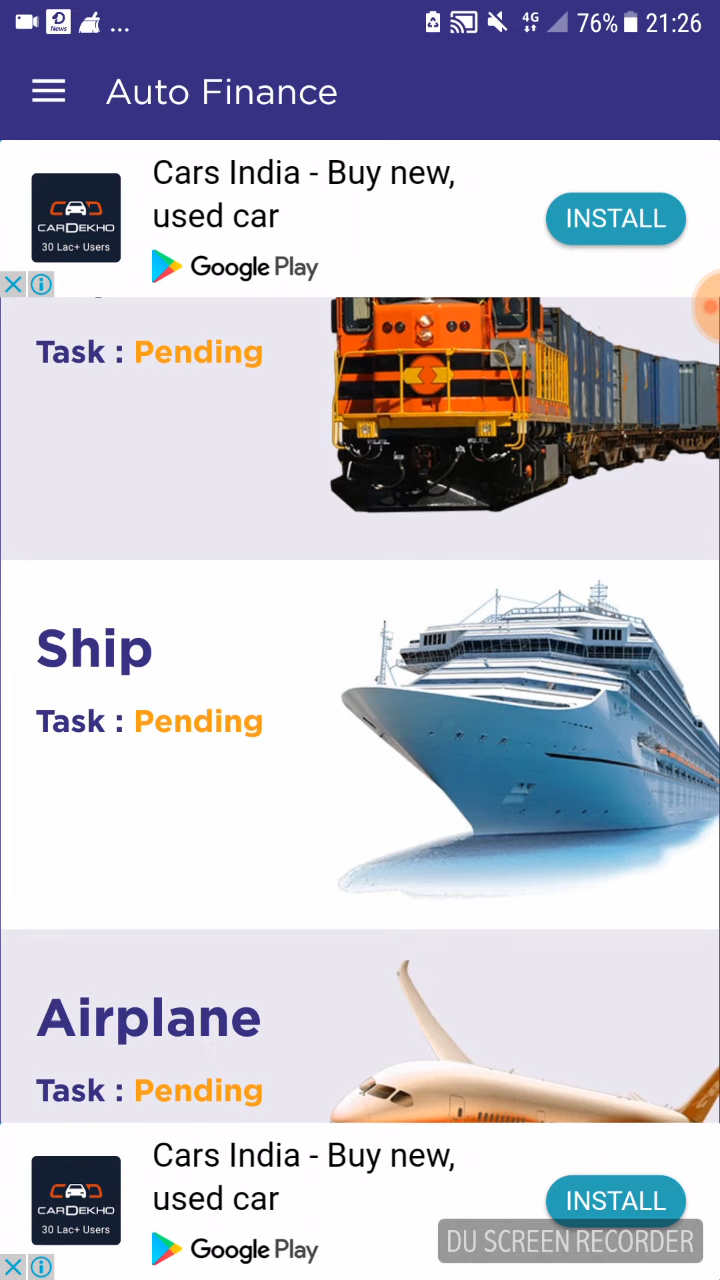 News
...
4G
76%
21:26
Auto Finance
Cars India - Buy new,
used car
INSTALL
CARDEKHO
30 Lac+ Users
Google Play
Task : Pending
Ship
Task : Pending
Airplane
Task : Pending
Cars India - Buy new,
used car
INSTALL
CARDEKHO
30 Lac+ Users
Google Play
DU SCREEN RECORDER